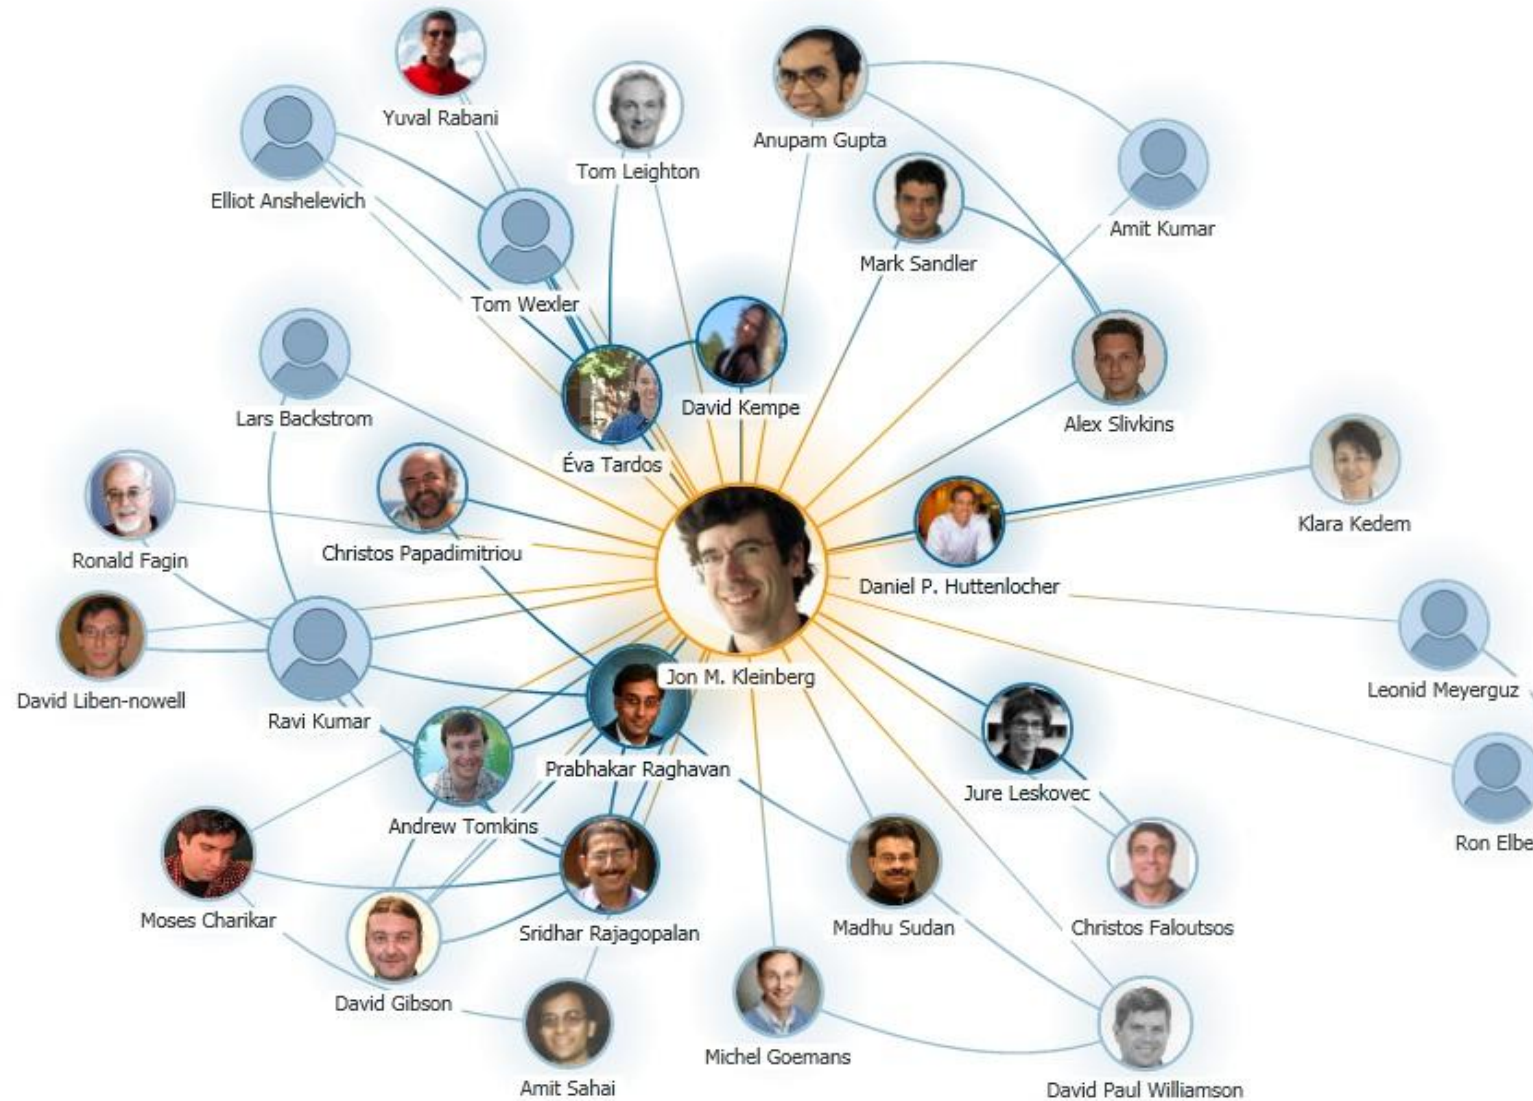 Yuval Rabani
Tom Leighton
Anupam Gupta
Elliot Anshelevich
Amit Kumar
Mark Sandler
Tom Wexler
David Kempe
Lars Backstrom
Alex Slivkins
Éva Tardos
Klara Kedem
Christos Papadimitriou
Ronald Fagin
Daniel P. Huttenlocher
Jon M. Kleinberg
Leonid Meyerguz
David Liben-nowell
Ravi Kumar
Prabhakar Raghavan
Jure Leskovec
Andrew Tomkins
Ron Elbe
Moses Charikar
Sridhar Rajagopalan
Madhu Sudan
Christos Faloutsos
David Gibson
Michel Goemans
Amit Sahai
David Paul Williamson